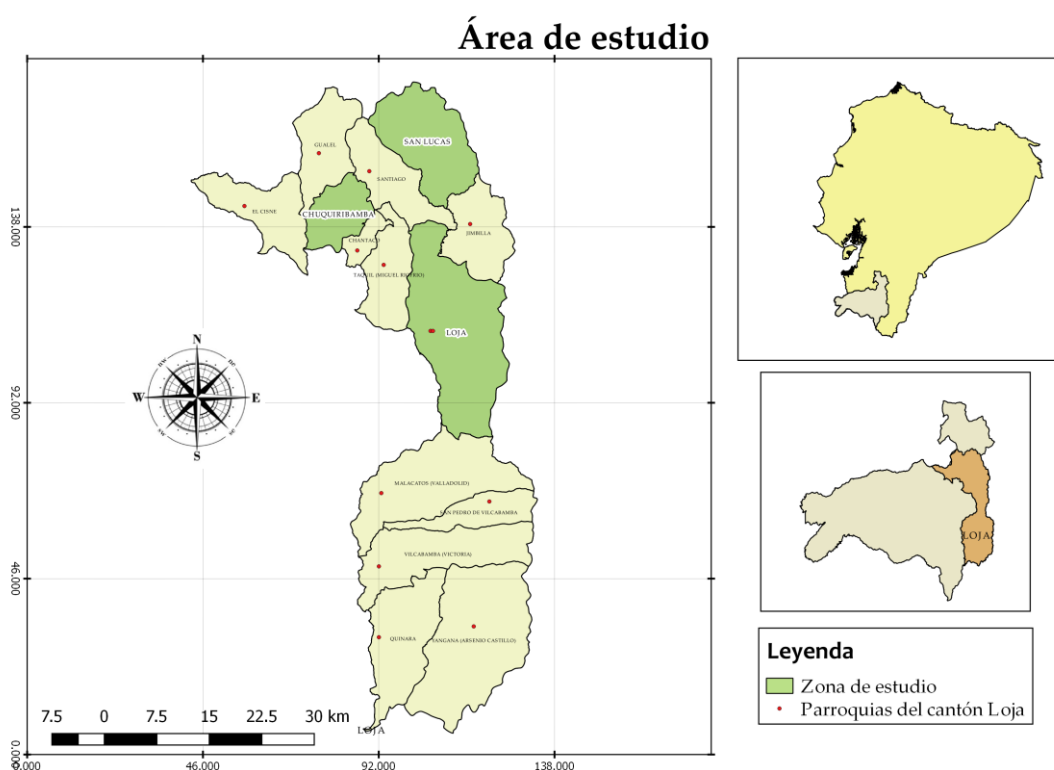 Área de estudio
SAN LUCAS
GUALEL
SANTIAGO
EL CISNE
CHUQUIRIBAMBA
JIMBILLA
CHANTACO
LOJA
N
W
E
S
MALACATOS (VALLADOLID)
SAN PEDRO DE VILCABAMBA
VILCABAMBA (VICTORIA)
QUINARA
YANGANA (ARSENIO CASTILLO)
LOJA
7.5 0 7.5 15 22.5 30 km
138.000
92.000
46.000
0.000
46.000 92.000 138.000
LOJA
Leyenda
Zona de estudio
Parroquias del cantón Loja